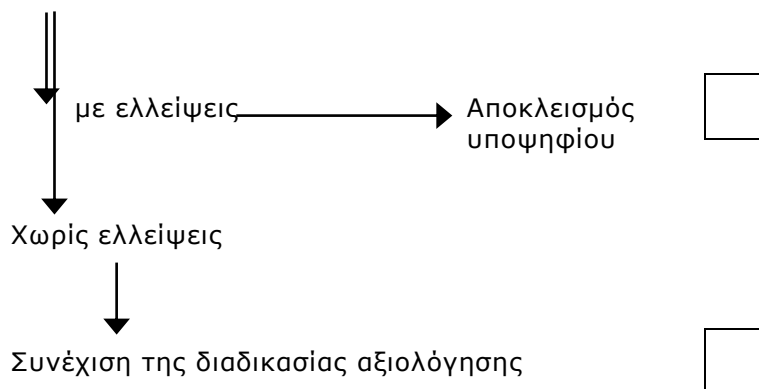 με ελλείψεις
Αποκλεισμός
υποψηφίου
Χωρίς ελλείψεις
Συνέχιση της διαδικασίας αξιολόγησης